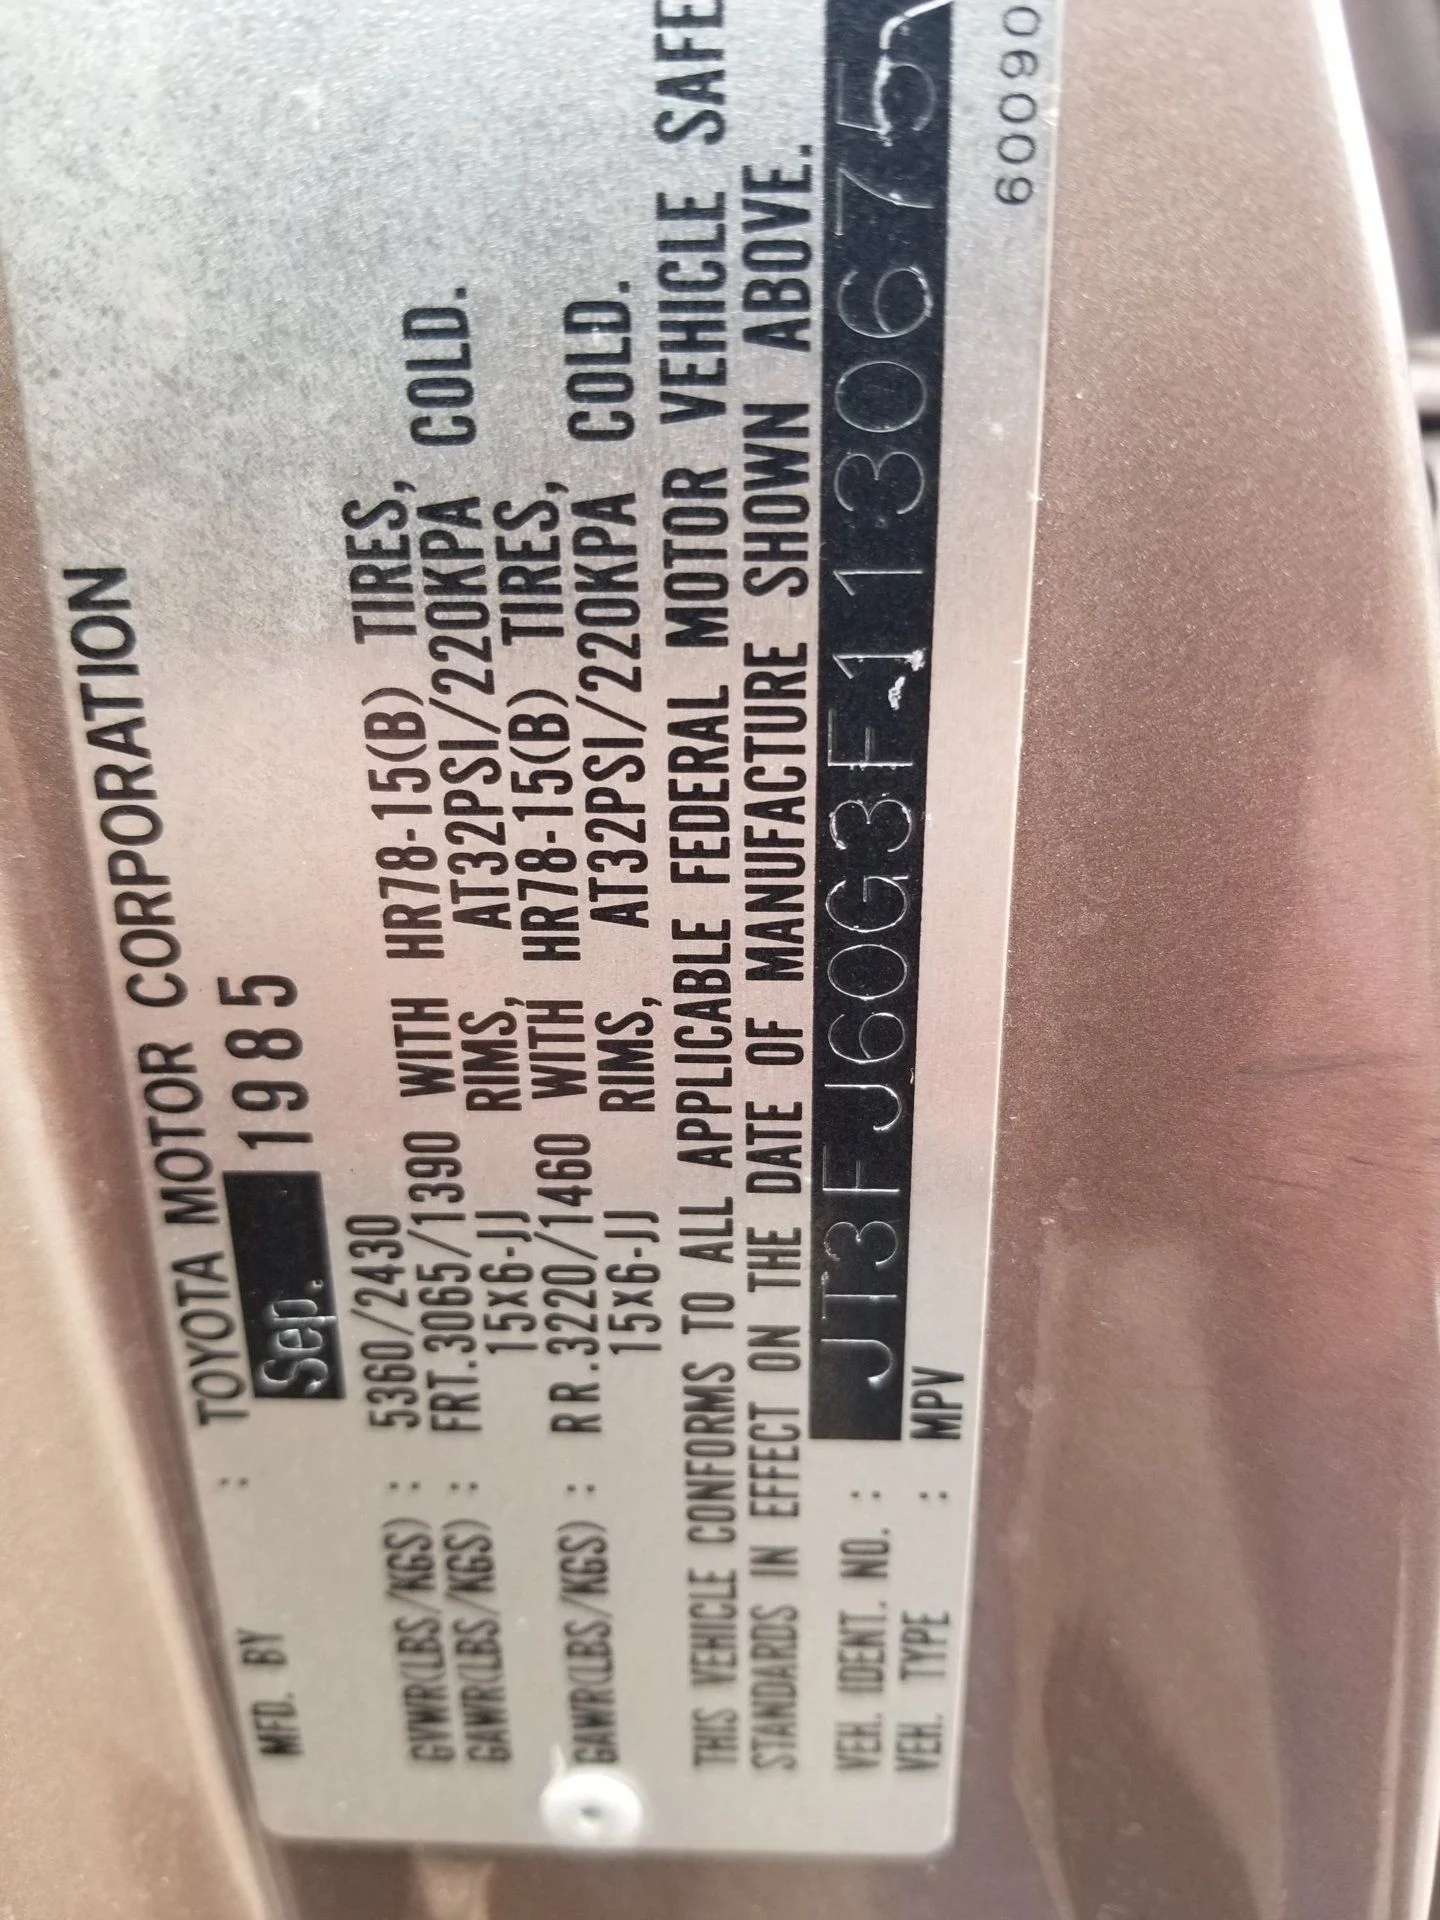 MFD. BY : TOYOTA MOTOR CORPORATION
Sep. 1985
GVWR(LBS/KGS) : 5360/2430
GAWR(LBS/KGS) : FRT.3065/1390 WITH HR78-15(B) TIRES,
15X6-JJ RIMS, AT32PSI/220KPA COLD.
GAWR(LBS/KGS) : RR.3220/1460 WITH HR78-15(B) TIRES,
15X6-JJ RIMS, AT32PSI/220KPA COLD.
THIS VEHICLE CONFORMS TO ALL APPLICABLE FEDERAL MOTOR VEHICLE SAFE
STANDARDS IN EFFECT ON THE DATE OF MANUFACTURE SHOWN ABOVE.
VEH. IDENT. NO. : JT3FJ60G3F1130675
VEH. TYPE : MPV
60090